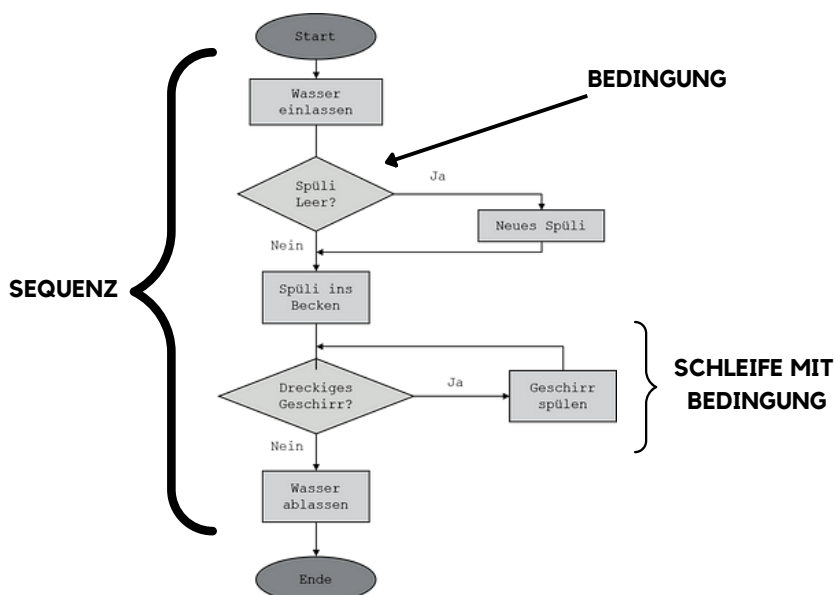 Start
Wasser
einlassen
BEDINGUNG
Spüli
Leer?
Ja
Neues Spüli
Nein
SEQUENZ
Spüli ins
Becken
Dreckiges
Geschirr?
Ja
Geschirr
spülen
SCHLEIFE MIT
BEDINGUNG
Nein
Wasser
ablassen
Ende